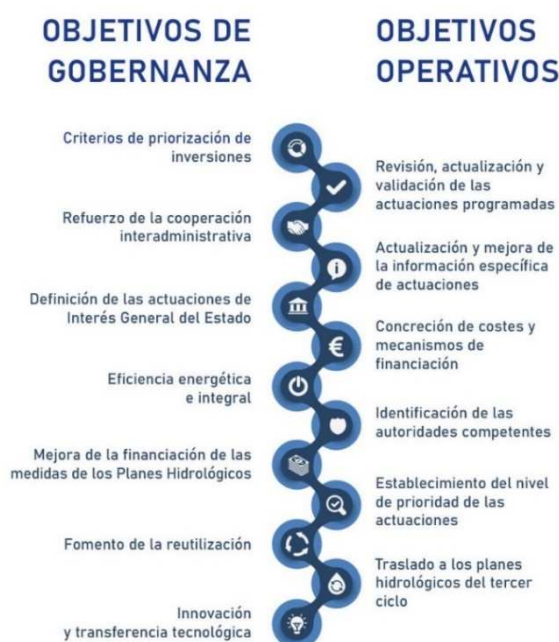 OBJETIVOS DE
GOBERNANZA
Criterios de priorización de
inversiones
Refuerzo de la cooperación
interadministrativa
Definición de las actuaciones de
Interés General del Estado
Eficiencia energética
e integral
Mejora de la financiación de las
medidas de los Planes Hidrológicos
Fomento de la reutilización
Innovación
y transferencia tecnológica
OBJETIVOS
OPERATIVOS
Revisión, actualización y
validación de las
actuaciones programadas
Actualización y mejora de
la información específica
de actuaciones
Concreción de costes y
mecanismos de
financiación
Identificación de las
autoridades competentes
Establecimiento del nivel
de prioridad de las
actuaciones
Traslado a los planes
hidrológicos del tercer
ciclo